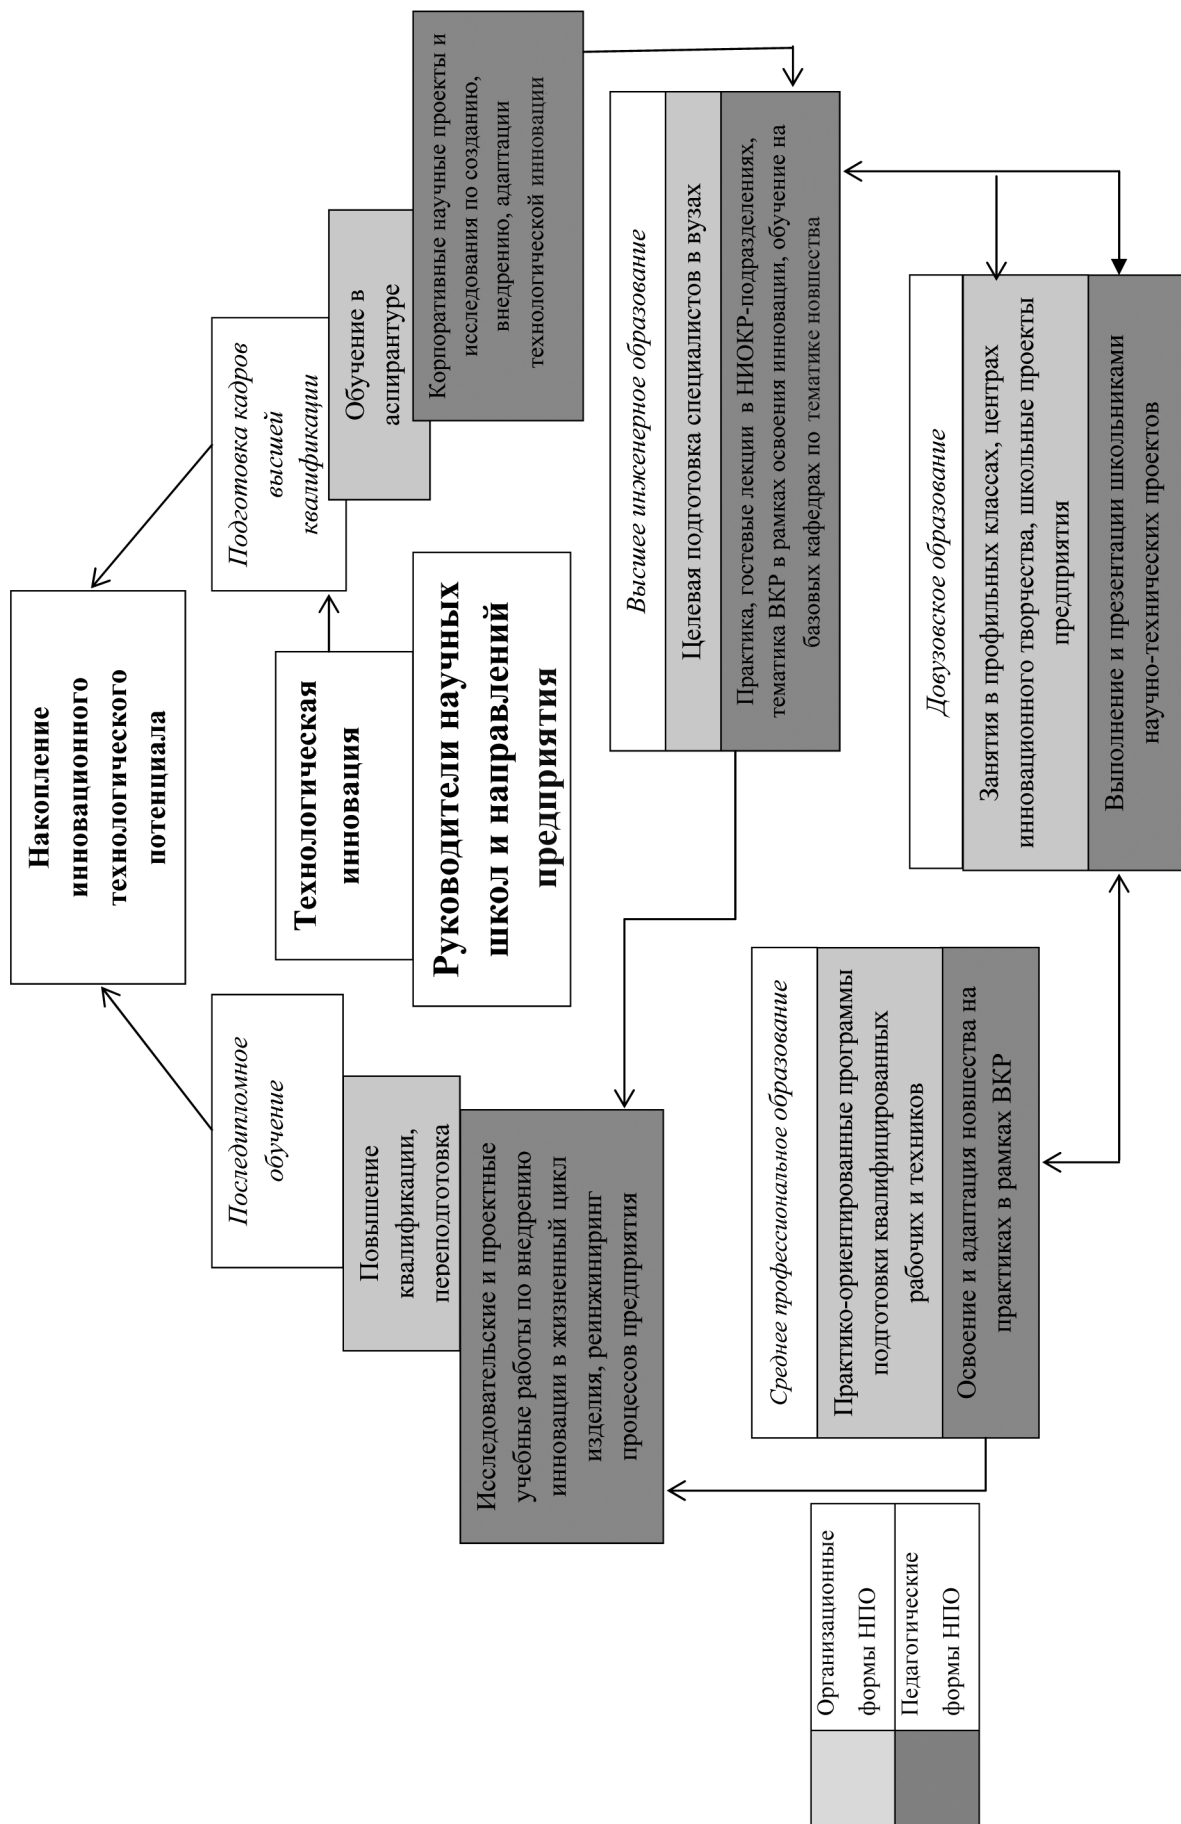 Накопление
инновационного
технологического
потенциала
Последипломное
обучение
Повышение
квалификации,
переподготовка
Исследовательские и проектные
учебные работы по внедрению
инновации в жизненный цикл
изделия, реинжиниринг
процессов предприятия
Технологическая
инновация
Руководители научных
школ и направлений
предприятия
Подготовка кадров
высшей
квалификации
Обучение в
аспирантуре
Корпоративные научные проекты и
исследования по созданию,
внедрению, адаптации
технологической инновации
Высшее инженерное образование
Целевая подготовка специалистов в вузах
Практика, гостевые лекции в НИОКР-подразделениях,
тематика ВКР в рамках освоения инновации, обучение на
базовых кафедрах по тематике новшества
Среднее профессиональное образование
Практико-ориентированные программы
подготовки квалифицированных
рабочих и техников
Освоение и адаптация новшества на
практиках в рамках ВКР
Довузовское образование
Занятия в профильных классах, центрах
инновационного творчества, школьные проекты
предприятия
Выполнение и презентации школьниками
научно-технических проектов
Организационные
формы НПО
Педагогические
формы НПО